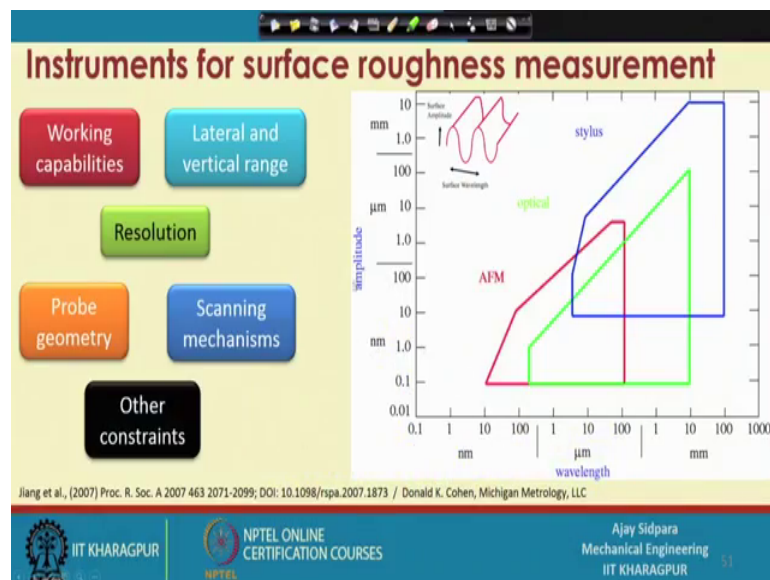 Instruments for surface roughness measurement
Working
capabilities
Lateral and
vertical range
Resolution
Probe
geometry
Scanning
mechanisms
Other
constraints
Surface
Amplitude
Surface Wavelength
stylus
optical
AFM
amplitude
mm
μm
nm
10
1.0
100
10
1.0
100
10
1.0
0.1
0.01
0.1 1 10 100 1 10 100 1 10 100 1000
nm μm mm
wavelength
Jiang et al., (2007) Proc. R. Soc. A 2007 463 2071-2099; DOI: 10.1098/rspa.2007.1873 / Donald K. Cohen, Michigan Metrology, LLC
IIT KHARAGPUR
NPTEL
NPTEL ONLINE
CERTIFICATION COURSES
Ajay Sidpara
Mechanical Engineering
IIT KHARAGPUR
51